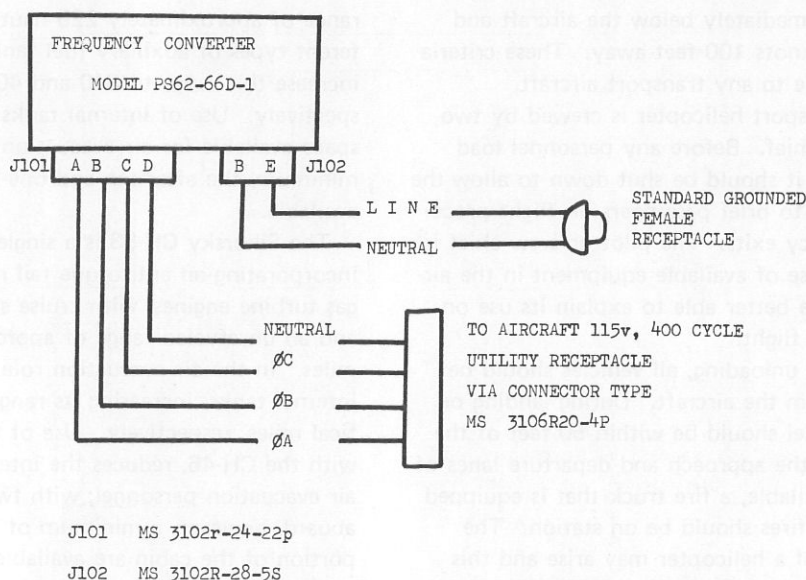 FREQUENCY CONVERTER
MODEL PS62-66D-1
J101 A B C D B E J102
L I N E
NEUTRAL
STANDARD GROUNDED
FEMALE
RECEPTACLE
NEUTRAL
ØC
ØB
ØA
TO AIRCRAFT 115v, 400 CYCLE
UTILITY RECEPTACLE
VIA CONNECTOR TYPE
MS 3106R20-4P
J101 MS 3102r-24-22p
J102 MS 3102R-28-5S